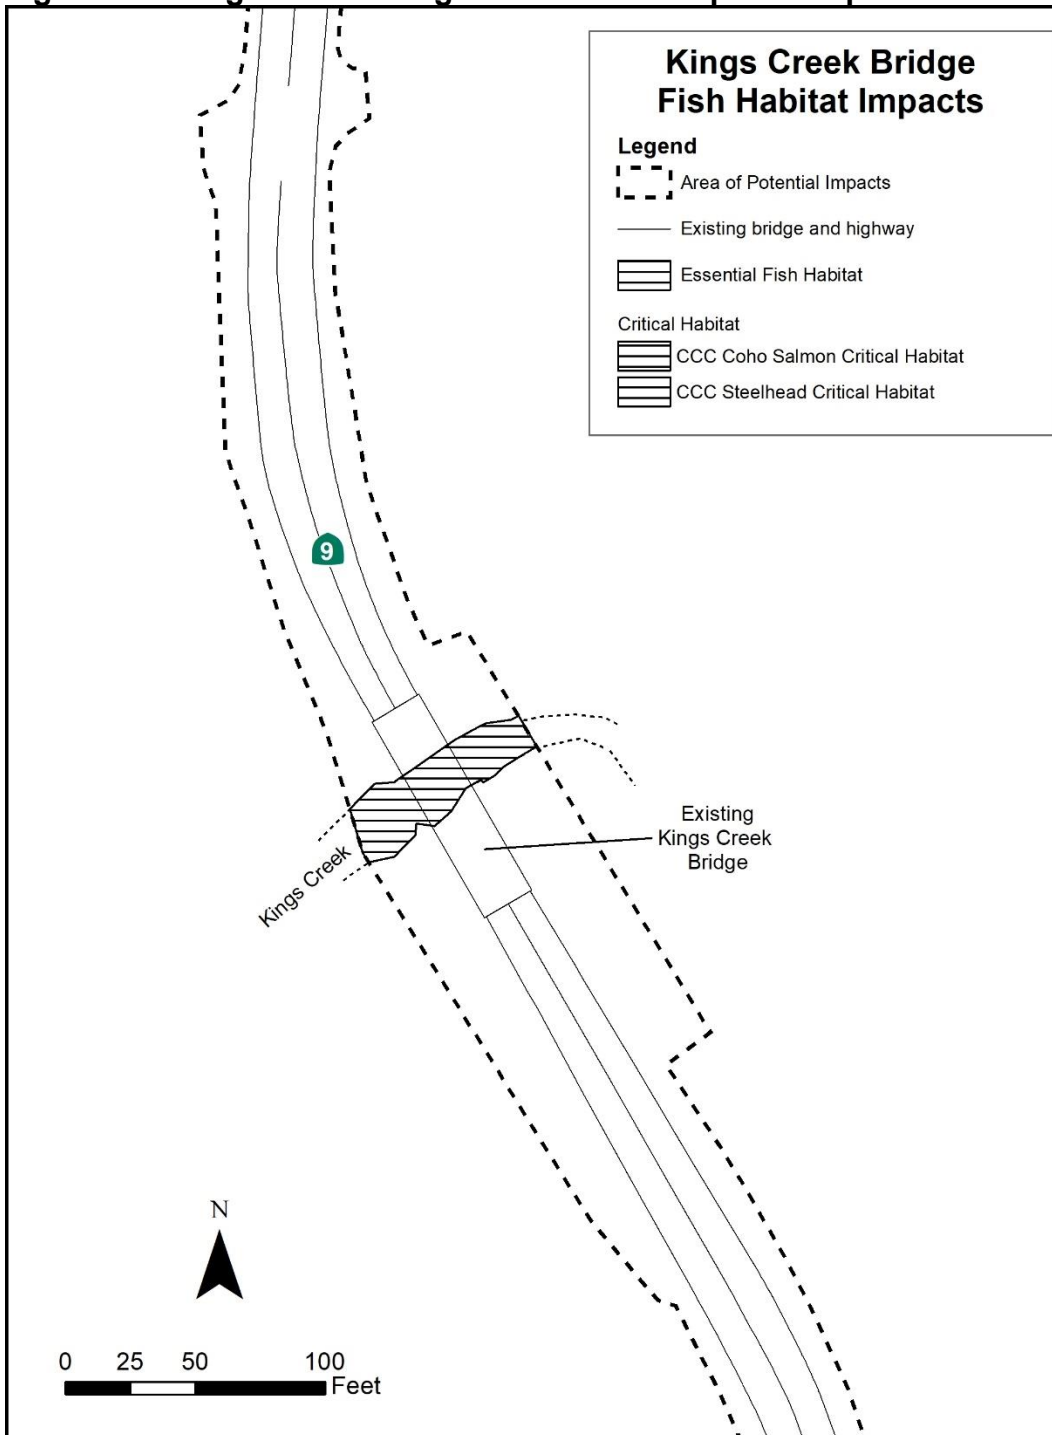 Kings Creek Bridge
Fish Habitat Impacts
Legend
Area of Potential Impacts
Existing bridge and highway
Essential Fish Habitat
Critical Habitat
CCC Coho Salmon Critical Habitat
CCC Steelhead Critical Habitat
9
Existing
Kings Creek
Bridge
Kings Creek
N
0 25 50 100
Feet